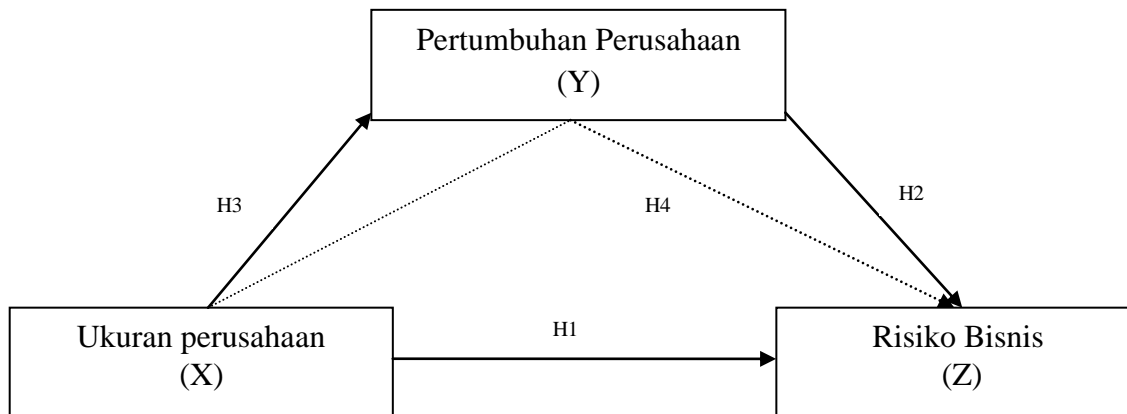 Pertumbuhan Perusahaan
(Y)
H3
H4
H2
Ukuran perusahaan
(X)
H1
Risiko Bisnis
(Z)